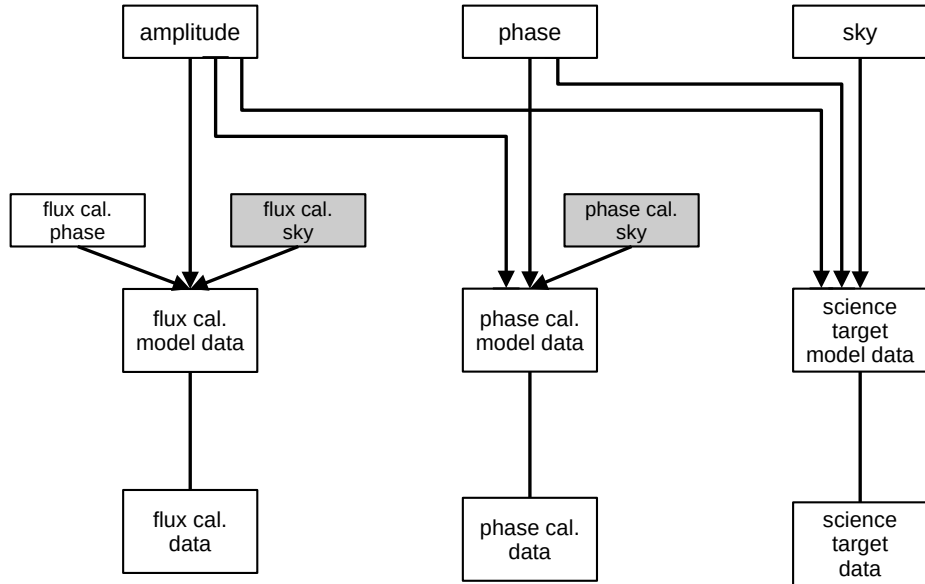 amplitude
phase
sky
flux cal.
phase
flux cal.
sky
phase cal.
sky
flux cal.
model data
phase cal.
model data
science
target
model data
flux cal.
data
phase cal.
data
science
target
data